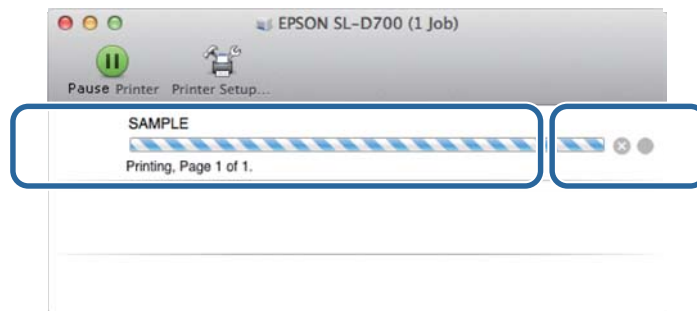 EPSON SL-D700 (1 Job)
Pause Printer Printer Setup...
SAMPLE
Printing, Page 1 of 1.